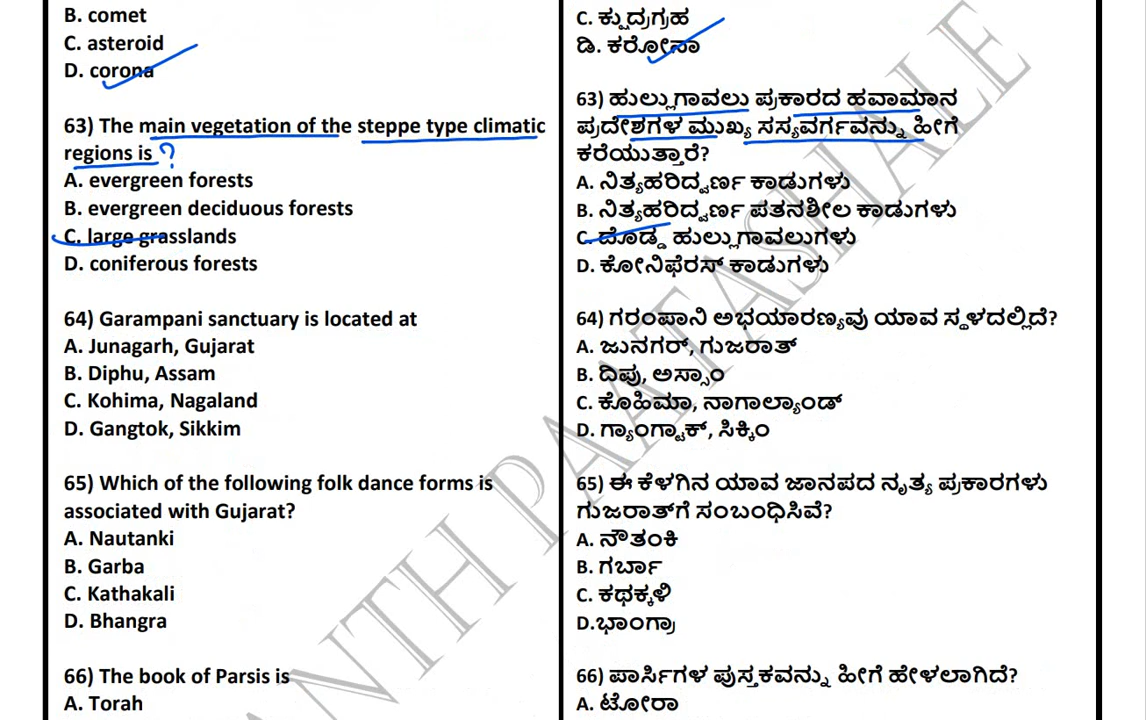 B. comet
C. asteroid
D. corona
63) The main vegetation of the steppe type climatic
regions is ?
A. evergreen forests
B. evergreen deciduous forests
C. large grasslands
D. coniferous forests
64) Garampani sanctuary is located at
A. Junagarh, Gujarat
B. Diphu, Assam
C. Kohima, Nagaland
D. Gangtok, Sikkim
65) Which of the following folk dance forms is
associated with Gujarat?
A. Nautanki
B. Garba
C. Kathakali
D. Bhangra
66) The book of Parsis is
A. Torah
C. ಕ್ಷುದ್ರಗ್ರಹ
ಡಿ. ಕರೋನಾ
63) ಹುಲ್ಲುಗಾವಲು ಪ್ರಕಾರದ ಹವಾಮಾನ
ಪ್ರದೇಶಗಳ ಮುಖ್ಯ ಸಸ್ಯವರ್ಗವನ್ನು ಹೀಗೆ
ಕರೆಯುತ್ತಾರೆ?
A. ನಿತ್ಯಹರಿದ್ವರ್ಣ ಕಾಡುಗಳು
B. ನಿತ್ಯಹರಿದ್ವರ್ಣ ಪತನಶೀಲ ಕಾಡುಗಳು
C. ದೊಡ್ಡ ಹುಲ್ಲುಗಾವಲುಗಳು
D. ಕೋನಿಫೆರಸ್ ಕಾಡುಗಳು
64) ಗರಂಪಾನಿ ಅಭಯಾರಣ್ಯವು ಯಾವ ಸ್ಥಳದಲ್ಲಿದೆ?
A. ಜುನಗರ್, ಗುಜರಾತ್
B. ದಿಫು, ಅಸ್ಸಾಂ
C. ಕೊಹಿಮಾ, ನಾಗಾಲ್ಯಾಂಡ್
D. ಗ್ಯಾಂಗ್ಟಾಕ್, ಸಿಕ್ಕಿಂ
65) ಈ ಕೆಳಗಿನ ಯಾವ ಜಾನಪದ ನೃತ್ಯ ಪ್ರಕಾರಗಳು
ಗುಜರಾತ್‌ಗೆ ಸಂಬಂಧಿಸಿವೆ?
A. ನೌತಂಕಿ
B. ಗರ್ಬಾ
C. ಕಥಕ್ಕಳಿ
D.ಭಾಂಗ್ರಾ
66) ಪಾರ್ಸಿಗಳ ಪುಸ್ತಕವನ್ನು ಹೀಗೆ ಹೇಳಲಾಗಿದೆ?
A. ಟೋರಾ
ANTH PAATASHALE